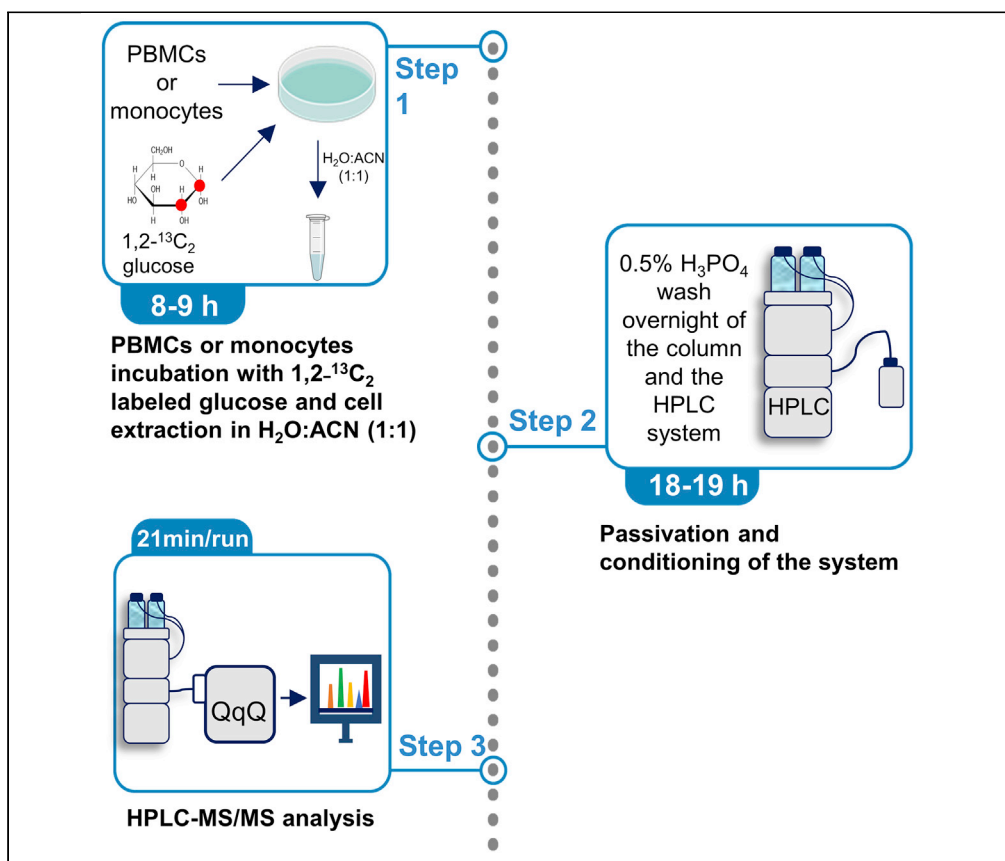 PBMCs
or
monocytes
Step
1
H₂O:ACN
(1:1)
CH₂OH
H
O
H
H
OH
H
HO
OH
H
OH
1,2-¹³C₂
glucose
8-9 h
PBMCs or monocytes
incubation with 1,2-¹³C₂
labeled glucose and cell
extraction in H₂O:ACN (1:1)
0.5% H₃PO₄
wash
overnight of
the column
and the
HPLC
system
HPLC
Step 2
18-19 h
Passivation and
conditioning of the system
21min/run
QqQ
Step 3
HPLC-MS/MS analysis